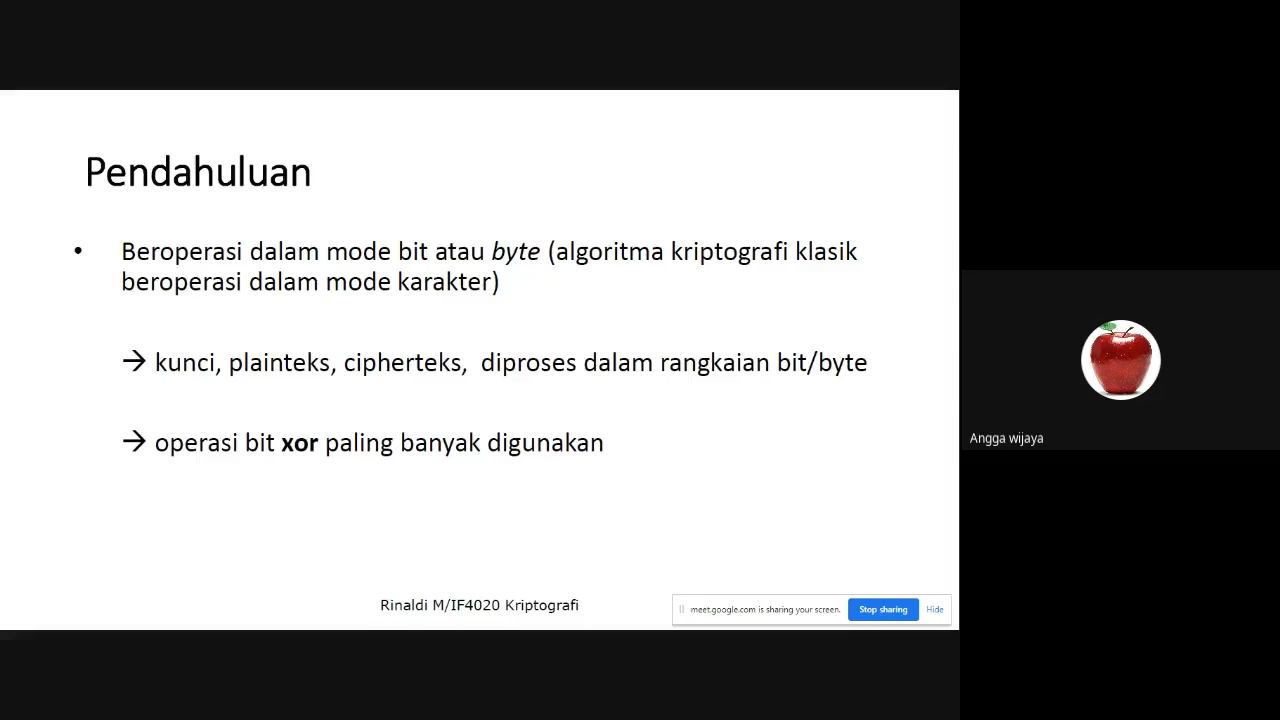 Pendahuluan
• Beroperasi dalam mode bit atau byte (algoritma kriptografi klasik
beroperasi dalam mode karakter)
→ kunci, plainteks, cipherteks, diproses dalam rangkaian bit/byte
→ operasi bit xor paling banyak digunakan
Rinaldi M/IF4020 Kriptografi
meet.google.com is sharing your screen. Stop sharing Hide
Angga wijaya